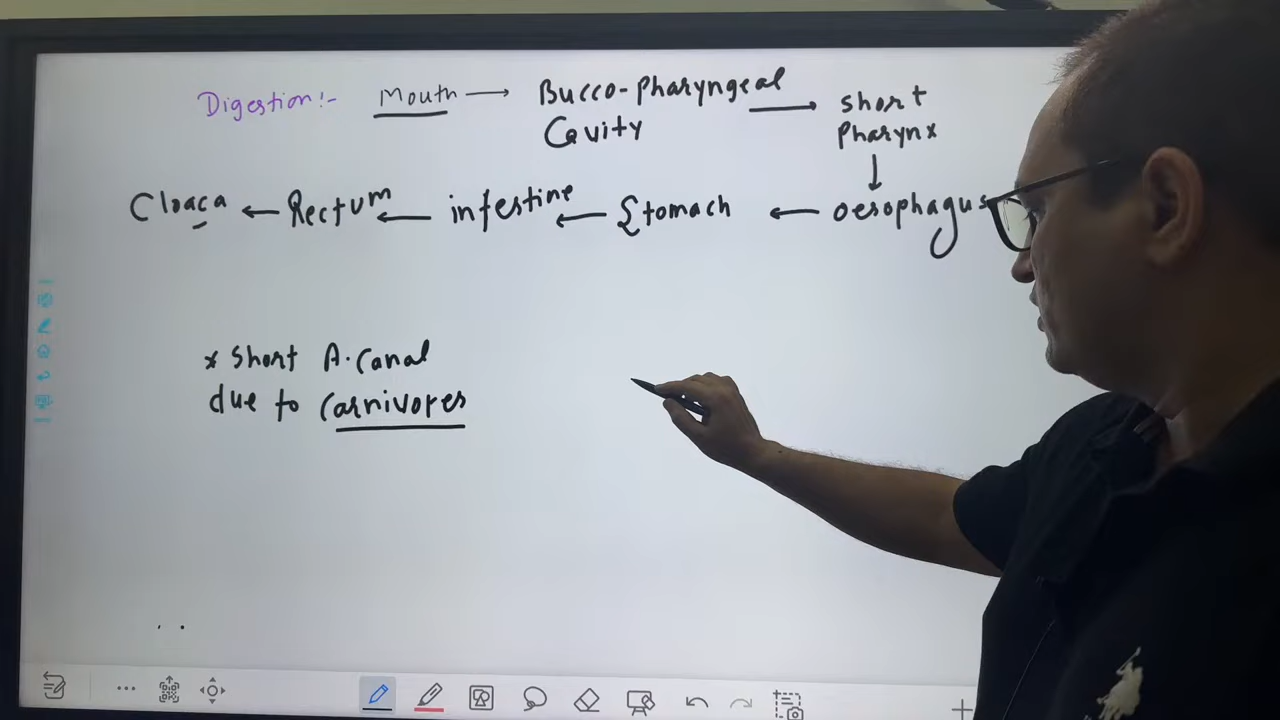 Digestion:- Mouth → Bucco-pharyngeal Cavity → short Pharynx
↓
Cloaca ← Rectum ← intestine ← Stomach ← oesophagus
* short A.Canal
due to Carnivores